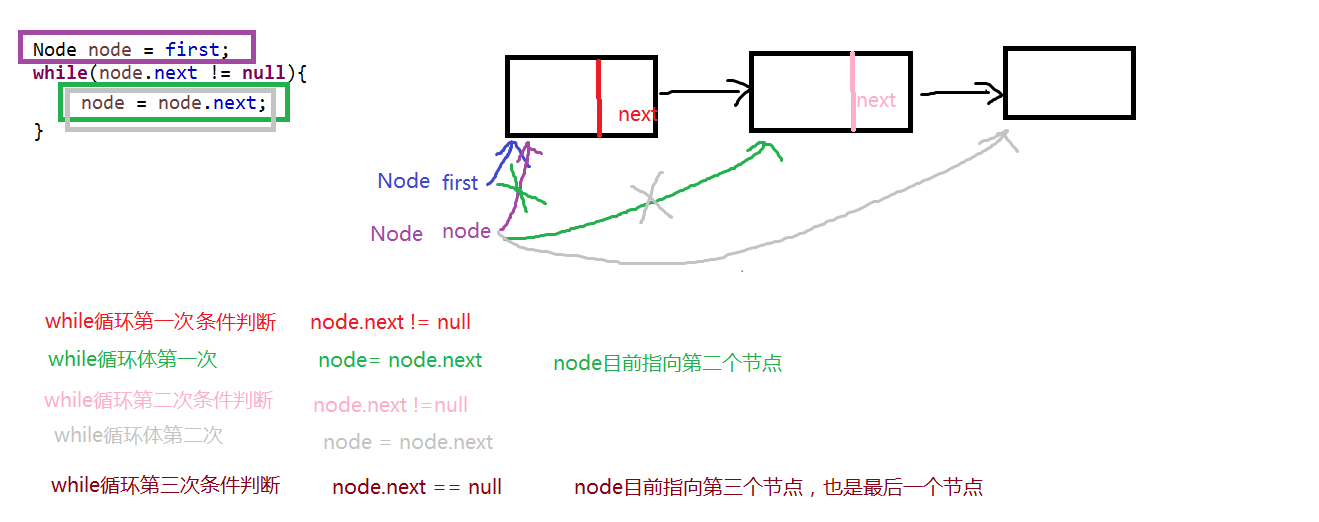 Node node = first;
while(node.next != null){
node = node.next;
}
next
next
Node first
Node node
while循环第一次条件判断 node.next != null
while循环体第一次 node= node.next node目前指向第二个节点
while循环第二次条件判断 node.next !=null
while循环体第二次 node = node.next
while循环第三次条件判断 node.next == null node目前指向第三个节点，也是最后一个节点